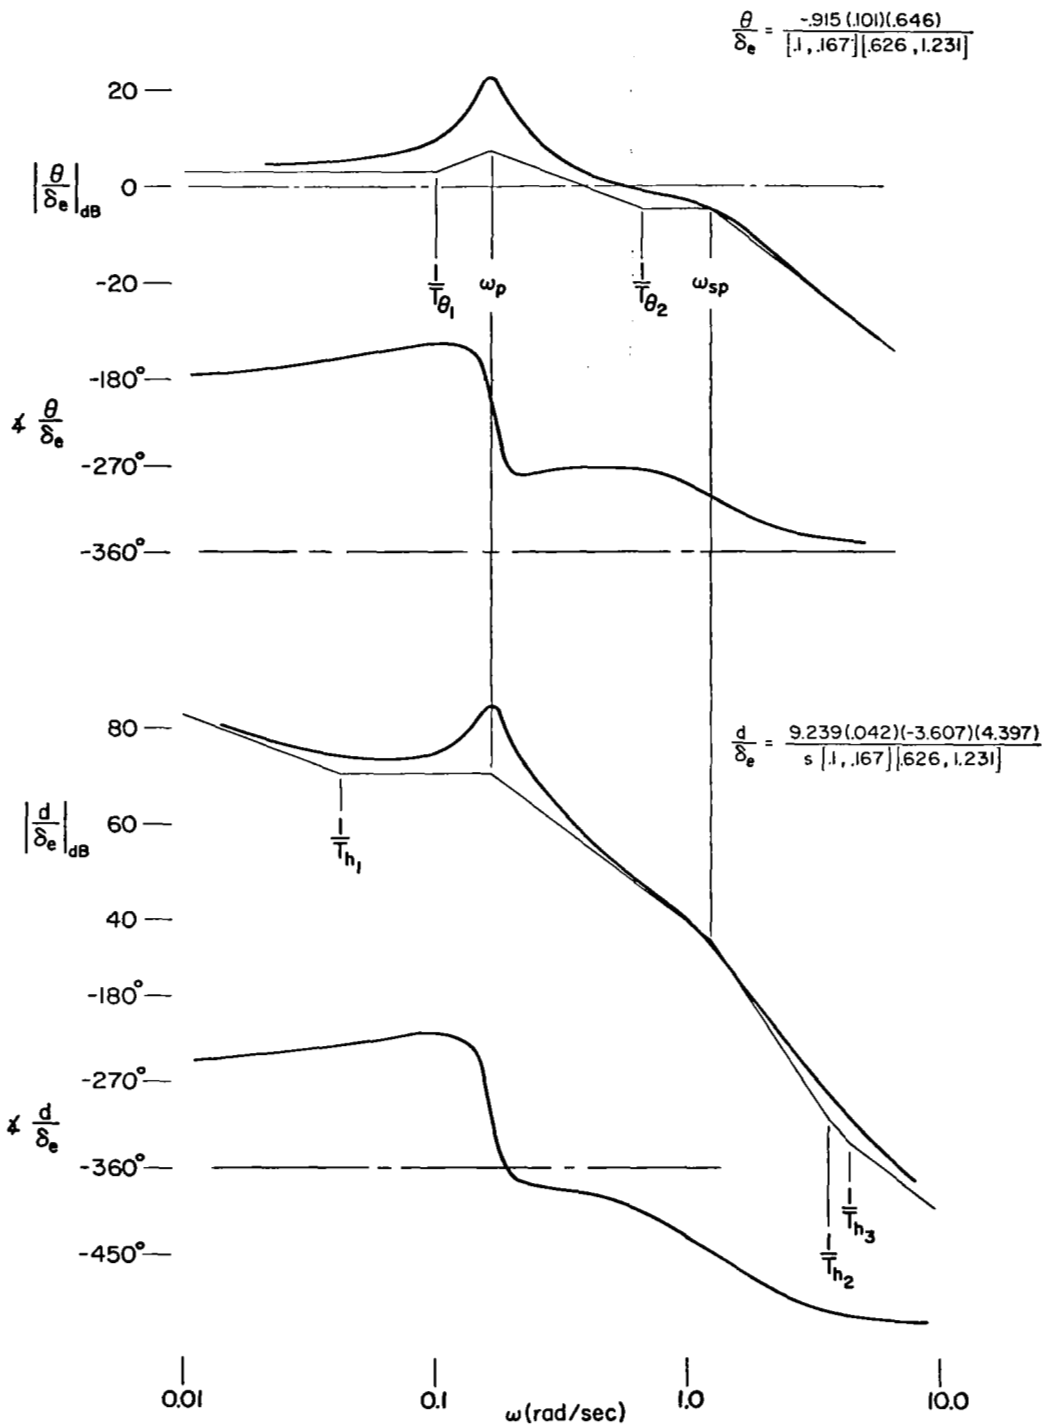 θ/δe = -.915(.101)(.646) / [.1, .167][.626, 1.231]
20
|θ/δe|dB
0
-20
1/Tθ1
ωp
1/Tθ2
ωsp
-180°
∡ θ/δe
-270°
-360°
80
d/δe = 9.239(.042)(-3.607)(4.397) / s[.1, .167][.626, 1.231]
|d/δe|dB
60
1/Th1
40
-180°
-270°
∡ d/δe
-360°
1/Th3
-450°
1/Th2
0.01
0.1
1.0
10.0
ω(rad/sec)